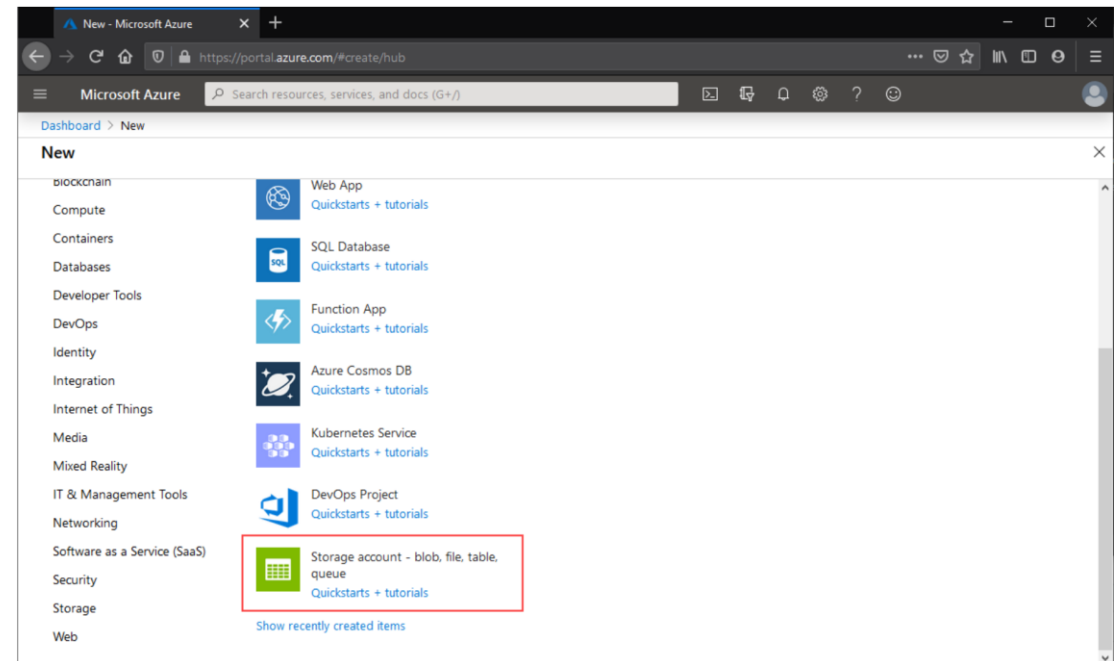 New - Microsoft Azure
https://portal.azure.com/#create/hub
Microsoft Azure
Search resources, services, and docs (G+/)
Dashboard > New
New
Blockchain
Compute
Containers
Databases
Developer Tools
DevOps
Identity
Integration
Internet of Things
Media
Mixed Reality
IT & Management Tools
Networking
Software as a Service (SaaS)
Security
Storage
Web
Web App
Quickstarts + tutorials
SQL
SQL Database
Quickstarts + tutorials
Function App
Quickstarts + tutorials
Azure Cosmos DB
Quickstarts + tutorials
Kubernetes Service
Quickstarts + tutorials
DevOps Project
Quickstarts + tutorials
Storage account - blob, file, table,
queue
Quickstarts + tutorials
Show recently created items